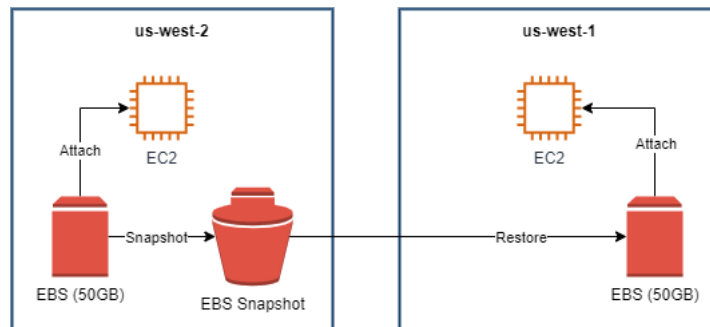 us-west-2
us-west-1
EC2
EC2
Attach
Attach
Snapshot
Restore
EBS (50GB)
EBS Snapshot
EBS (50GB)